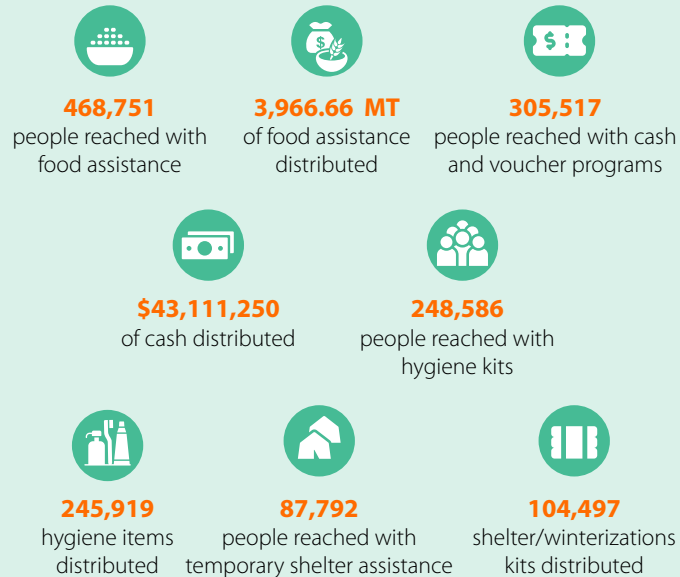 468,751
people reached with
food assistance
3,966.66 MT
of food assistance
distributed
305,517
people reached with cash
and voucher programs
$43,111,250
of cash distributed
248,586
people reached with
hygiene kits
245,919
hygiene items
distributed
87,792
people reached with
temporary shelter assistance
104,497
shelter/winterizations
kits distributed